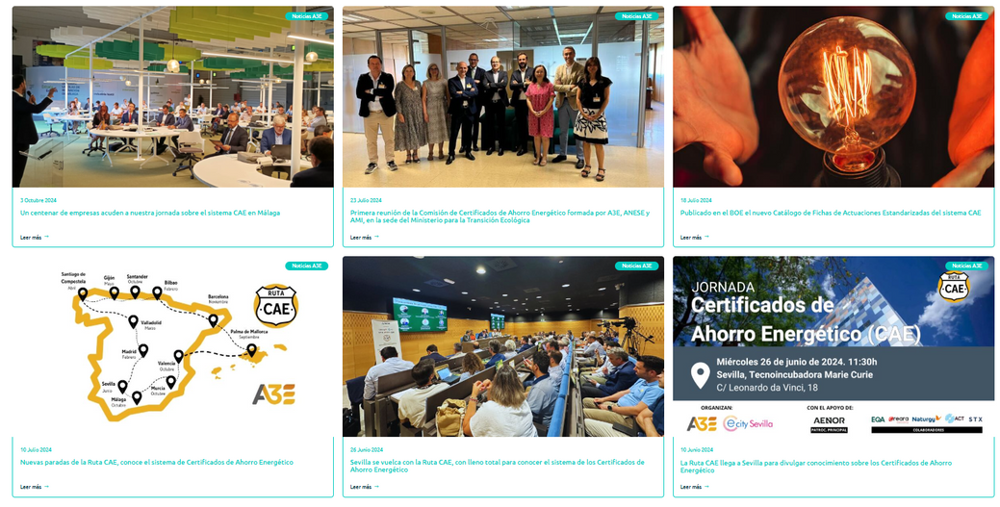 Noticias A3E
3 Octubre 2024
Un centenar de empresas acuden a nuestra jornada sobre el sistema CAE en Málaga
Leer más →
Noticias A3E
23 Julio 2024
Primera reunión de la Comisión de Certificados de Ahorro Energético formada por A3E, ANESE y
AMI, en la sede del Ministerio para la Transición Ecológica
Leer más →
Noticias A3E
18 Julio 2024
Publicado en el BOE el nuevo Catálogo de Fichas de Actuaciones Estandarizadas del sistema CAE
Leer más →
Noticias A3E
Santiago de
Compostela
Abril
Gijón
Mayo
Santander
Octubre
Bilbao
Febrero
Barcelona
Noviembre
RUTA
·CAE·
Valladolid
Marzo
Palma de Mallorca
Septiembre
Madrid
Febrero
Valencia
Octubre
Sevilla
Junio
Murcia
Octubre
Málaga
Octubre
A3E
10 Julio 2024
Nuevas paradas de la Ruta CAE, conoce el sistema de Certificados de Ahorro Energético
Leer más →
Noticias A3E
26 Junio 2024
Sevilla se vuelca con la Ruta CAE, con lleno total para conocer el sistema de los Certificados de
Ahorro Energético
Leer más →
Noticias A3E
RUTA
·CAE·
JORNADA
Certificados de
Ahorro Energético (CAE)
Miércoles 26 de junio de 2024. 11:30h
Sevilla, Tecnoincubadora Marie Curie
C/ Leonardo da Vinci, 18
ORGANIZAN:
A3E
eCity Sevilla
CON EL APOYO DE:
AENOR
PATROC. PRINCIPAL
EQA
Naturgy
ACT
STX
COLABORADORES
10 Junio 2024
La Ruta CAE llega a Sevilla para divulgar conocimiento sobre los Certificados de Ahorro
Energético
Leer más →